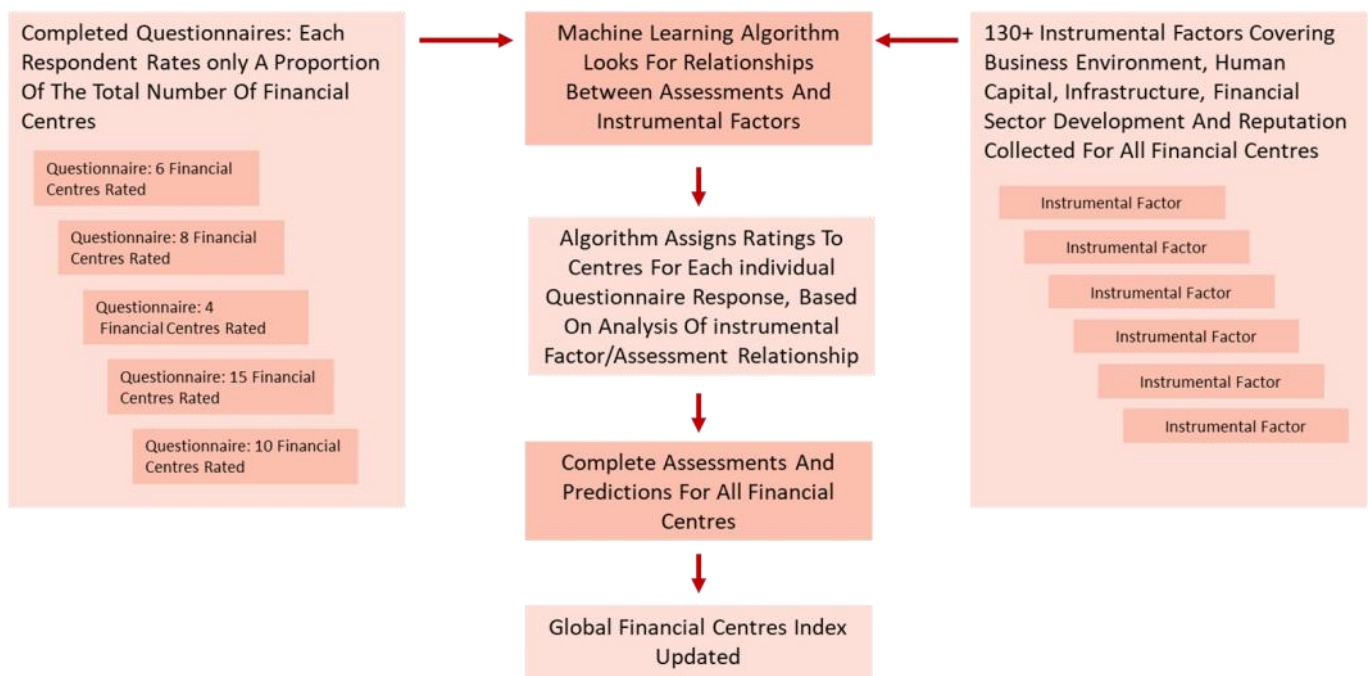 Completed Questionnaires: Each
Respondent Rates only A Proportion
Of The Total Number Of Financial
Centres
Questionnaire: 6 Financial
Centres Rated
Questionnaire: 8 Financial
Centres Rated
Questionnaire: 4
Financial Centres Rated
Questionnaire: 15 Financial
Centres Rated
Questionnaire: 10 Financial
Centres Rated
Machine Learning Algorithm
Looks For Relationships
Between Assessments And
Instrumental Factors
Algorithm Assigns Ratings To
Centres For Each individual
Questionnaire Response, Based
On Analysis Of instrumental
Factor/Assessment Relationship
Complete Assessments And
Predictions For All Financial
Centres
Global Financial Centres Index
Updated
130+ Instrumental Factors Covering
Business Environment, Human
Capital, Infrastructure, Financial
Sector Development And Reputation
Collected For All Financial Centres
Instrumental Factor
Instrumental Factor
Instrumental Factor
Instrumental Factor
Instrumental Factor
Instrumental Factor